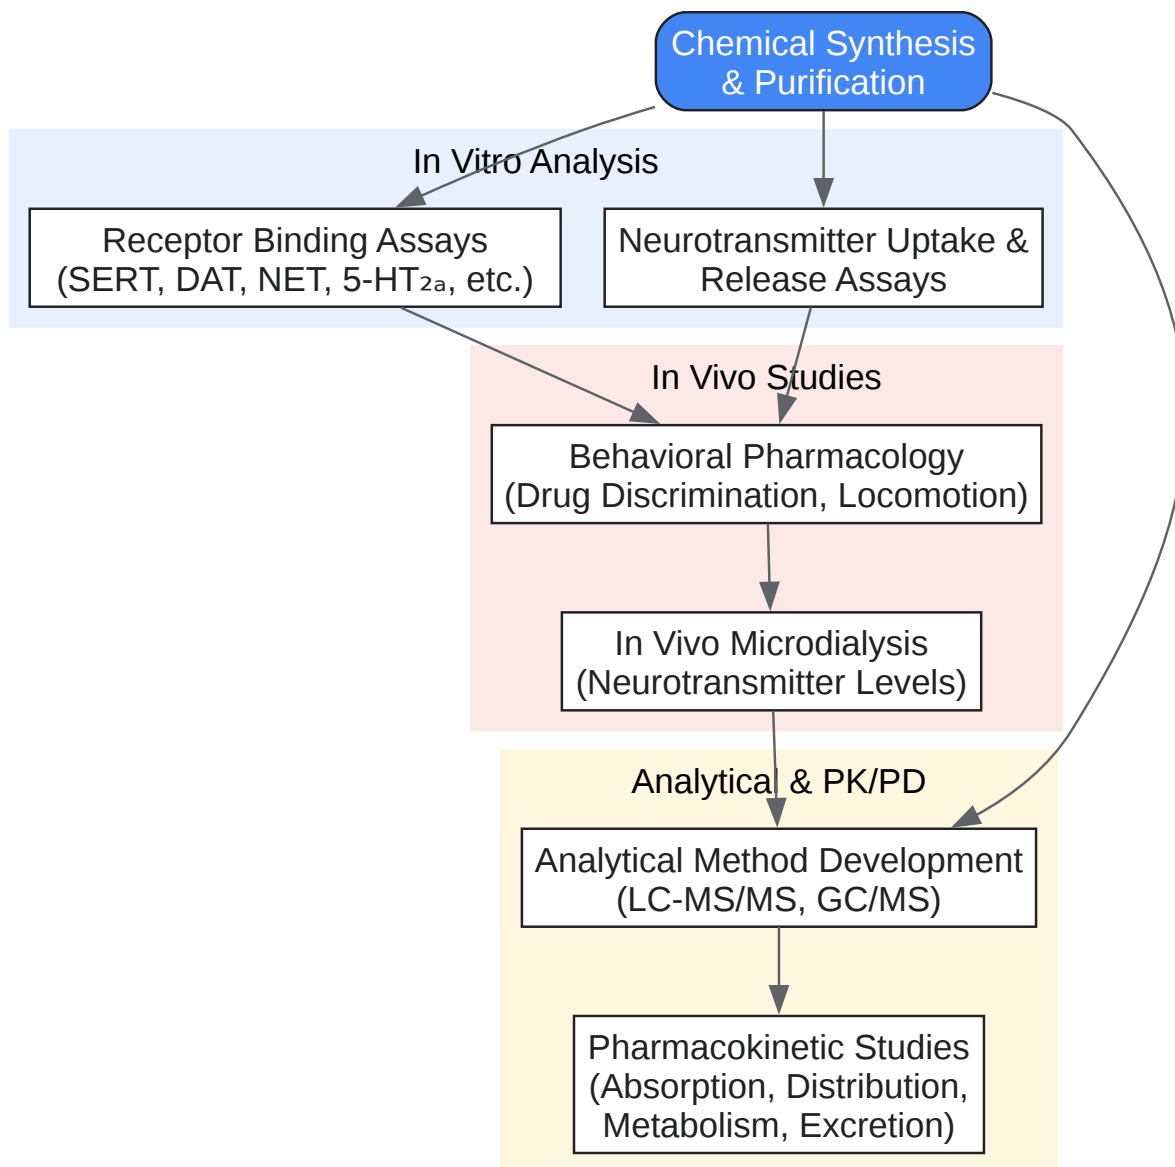 Chemical Synthesis
& Purification
In Vitro Analysis
Receptor Binding Assays
(SERT, DAT, NET, 5-HT₂ₐ, etc.)
Neurotransmitter Uptake &
Release Assays
In Vivo Studies
Behavioral Pharmacology
(Drug Discrimination, Locomotion)
In Vivo Microdialysis
(Neurotransmitter Levels)
Analytical & PK/PD
Analytical Method Development
(LC-MS/MS, GC/MS)
Pharmacokinetic Studies
(Absorption, Distribution,
Metabolism, Excretion)